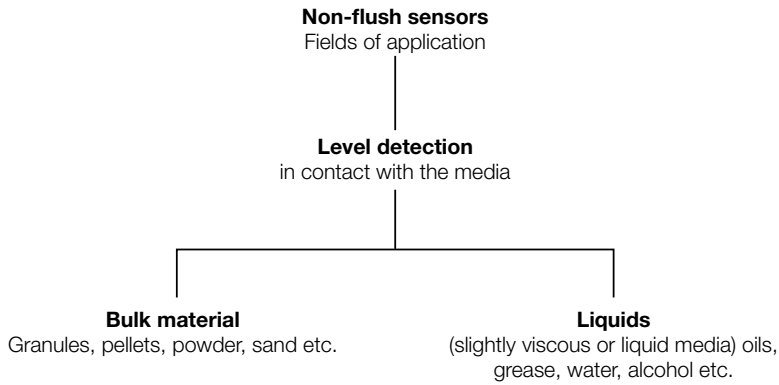 Non-flush sensors
Fields of application
Level detection
in contact with the media
Bulk material
Granules, pellets, powder, sand etc.
Liquids
(slightly viscous or liquid media) oils,
grease, water, alcohol etc.